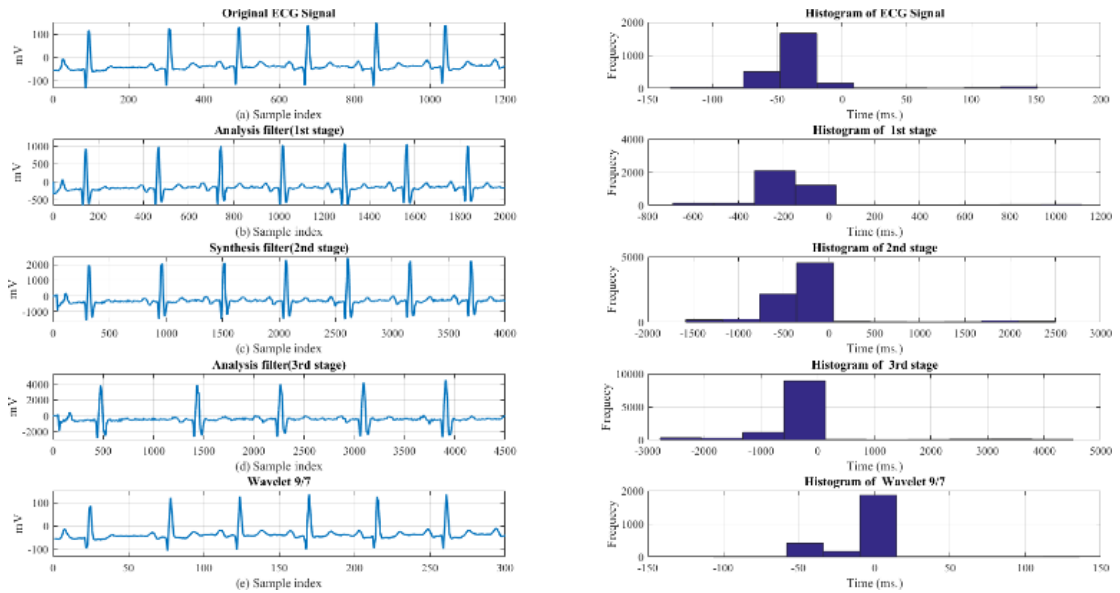 Original ECG Signal
mV
100
0
-100
0 200 400 600 800 1000 1200
(a) Sample index
Histogram of ECG Signal
Frequecy
2000
1000
0
-150 -100 -50 0 50 100 150 200
Time (ms.)
Analysis filter(1st stage)
mV
1000
500
0
-500
0 200 400 600 800 1000 1200 1400 1600 1800 2000
(b) Sample index
Histogram of 1st stage
Frequecy
4000
2000
0
-800 -600 -400 -200 0 200 400 600 800 1000 1200
Time (ms.)
Synthesis filter(2nd stage)
mV
2000
1000
0
-1000
0 500 1000 1500 2000 2500 3000 3500 4000
(c) Sample index
Histogram of 2nd stage
Frequecy
5000
0
-2000 -1500 -1000 -500 0 500 1000 1500 2000 2500 3000
Time (ms.)
Analysis filter(3rd stage)
mV
4000
2000
0
-2000
0 500 1000 1500 2000 2500 3000 3500 4000 4500
(d) Sample index
Histogram of 3rd stage
Frequecy
10000
5000
0
-3000 -2000 -1000 0 1000 2000 3000 4000 5000
Time (ms.)
Wavelet 9/7
mV
100
0
-100
0 50 100 150 200 250 300
(e) Sample index
Histogram of Wavelet 9/7
Frequecy
2000
1000
0
-150 -100 -50 0 50 100 150
Time (ms.)